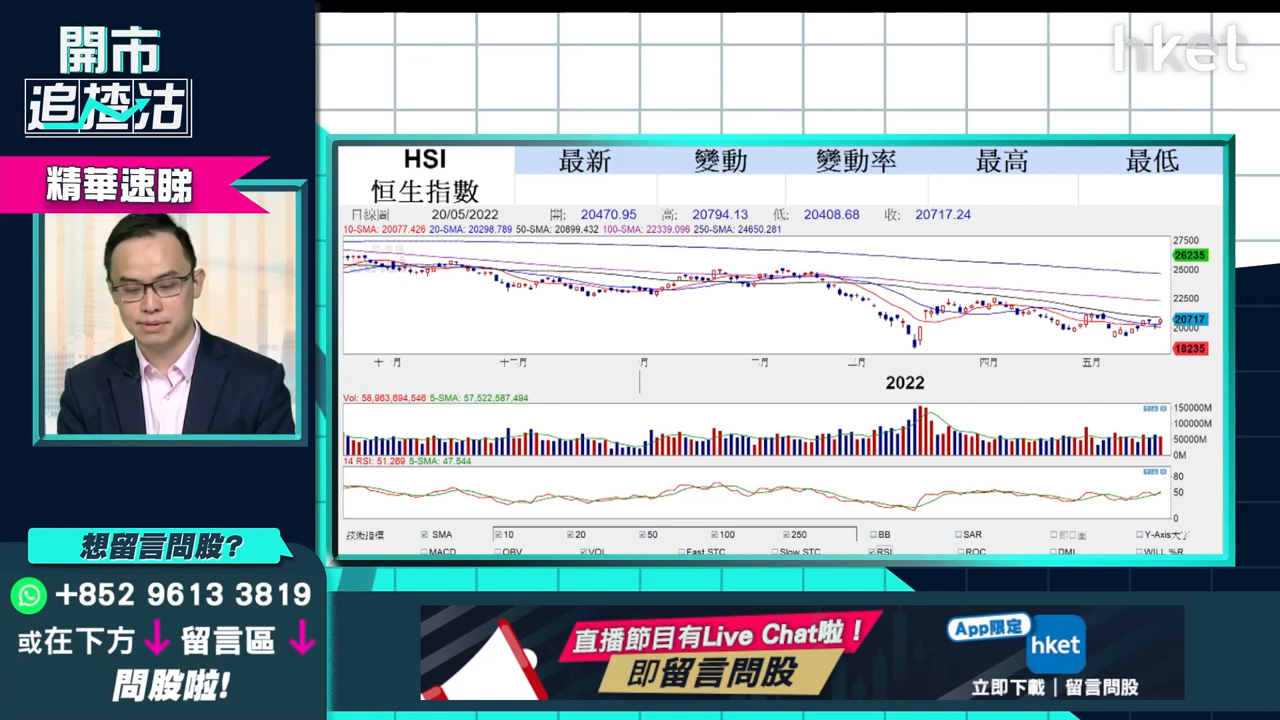 開市
追揸沽
精華速睇
hket
HSI
恒生指數
最新 變動 變動率 最高 最低
日線圖 20/05/2022 開: 20470.95 高: 20794.13 低: 20408.68 收: 20717.24
10-SMA: 20077.426 20-SMA: 20298.789 50-SMA: 20899.432 100-SMA: 22339.096 250-SMA: 24650.281
27500
26235
25000
22500
20717
20000
18235
十一月 十二月 一月 二月 三月 四月 五月
2022
Vol: 58,963,694,546 5-SMA: 57,522,587,494
150000M
100000M
50000M
0M
14 RSI: 51.269 5-SMA: 47.544
80
50
0
技術指標 SMA 10 20 50 100 250 BB SAR Y-Axis
MACD OBV VOL Fast STC Slow STC RSI ROC DMI WILL %R
想留言問股?
+852 9613 3819
或在下方 留言區
問股啦!
直播節目有Live Chat啦!
即留言問股
App限定
hket
立即下載|留言問股